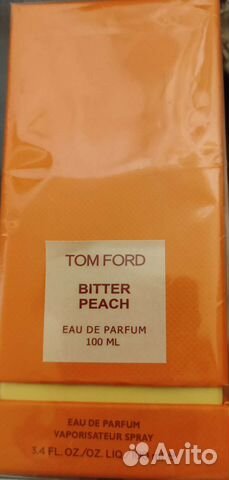 TOM FORD
BITTER
PEACH
EAU DE PARFUM
100 ML
EAU DE PARFUM
VAPORISATEUR SPRAY
3.4 FL. OZ./OZ. LIQ.
Avito